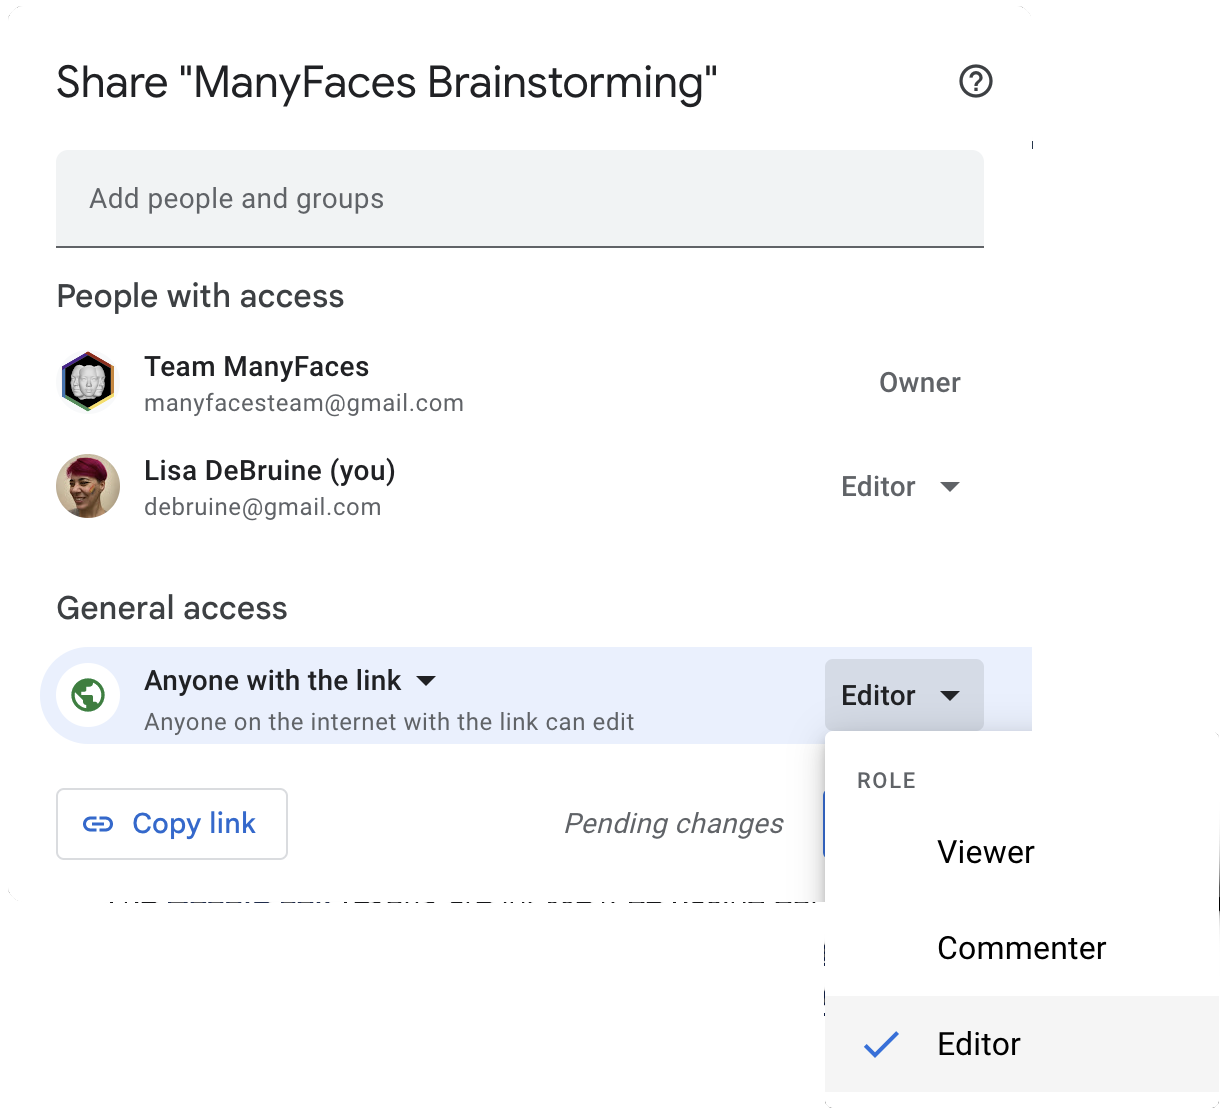 Share "ManyFaces Brainstorming"
Add people and groups
People with access
Team ManyFaces
manyfacesteam@gmail.com
Owner
Lisa DeBruine (you)
debruine@gmail.com
Editor
General access
Anyone with the link
Anyone on the internet with the link can edit
Editor
Copy link
Pending changes
ROLE
Viewer
Commenter
Editor